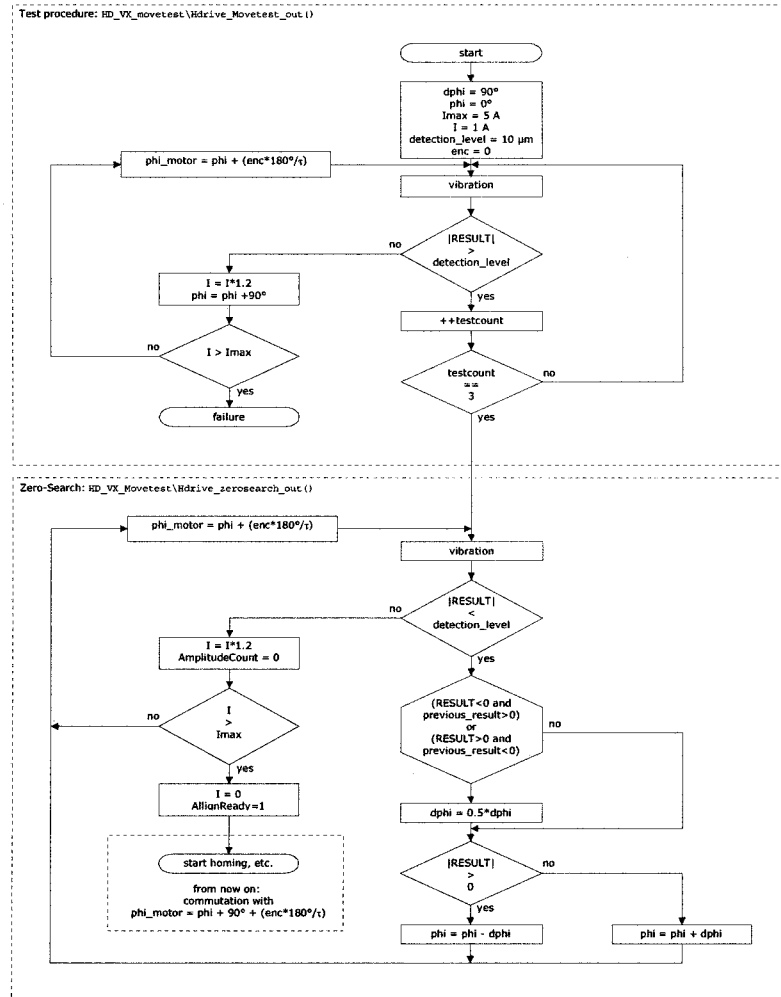 Test procedure: HD_VX_movetest\Hdrive_Movetest_out()
start
dphi = 90°
phi = 0°
Imax = 5 A
I = 1 A
detection_level = 10 µm
enc = 0
phi_motor = phi + (enc*180°/τ)
vibration
|RESULT|
>
detection_level
no
yes
I = I*1.2
phi = phi +90°
++testcount
no
I > Imax
yes
failure
testcount
==
3
no
yes
Zero-Search: HD_VX_Movetest\Hdrive_zerosearch_out()
phi_motor = phi + (enc*180°/τ)
vibration
|RESULT|
<
detection_level
no
yes
I = I*1.2
AmplitudeCount = 0
(RESULT<0 and
previous_result>0)
or
(RESULT>0 and
previous_result<0)
no
no
I
>
Imax
yes
I = 0
AllignReady=1
dphi = 0.5*dphi
start homing, etc.
from now on:
commutation with
phi_motor = phi + 90° + (enc*180°/τ)
|RESULT|
>
0
no
yes
phi = phi - dphi
phi = phi + dphi